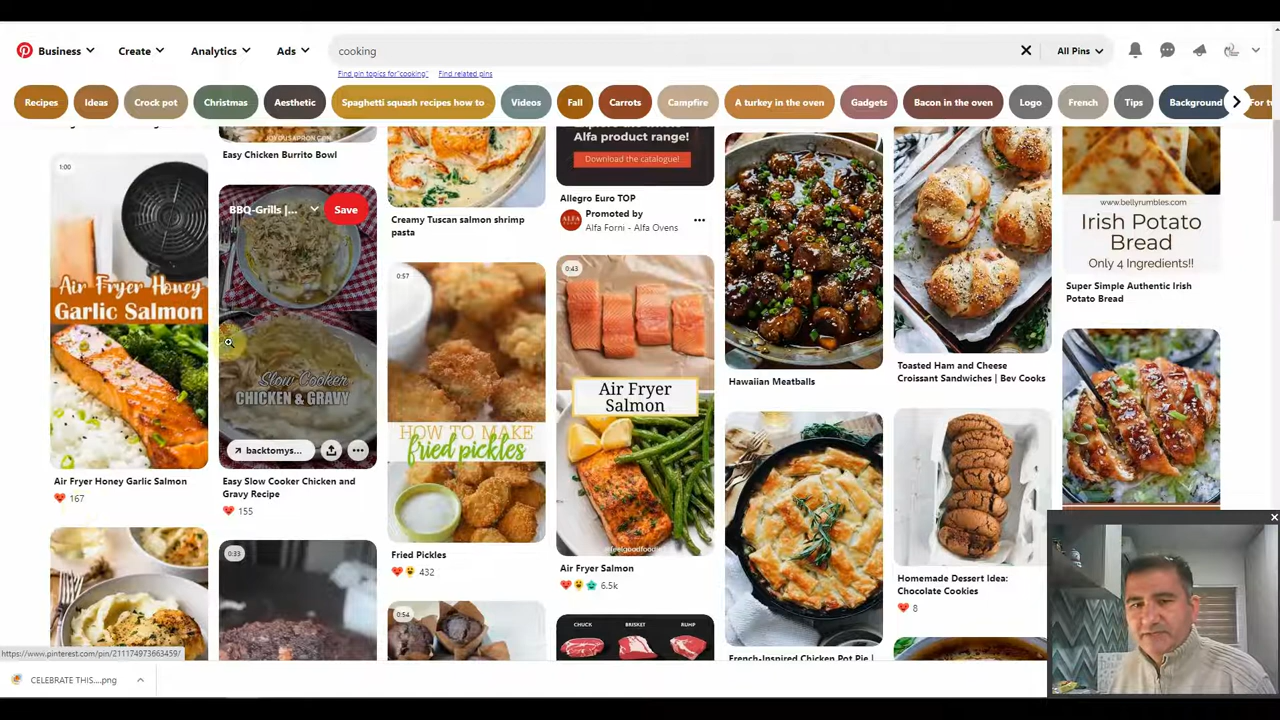 Business
Create
Analytics
Ads
cooking
All Pins
Find pin topics for"cooking"
Find related pins
Recipes
Ideas
Crock pot
Christmas
Aesthetic
Spaghetti squash recipes how to
Videos
Fall
Carrots
Campfire
A turkey in the oven
Gadgets
Bacon in the oven
Logo
French
Tips
Background
For tu
1:00
Air Fryer Honey
Garlic Salmon
Air Fryer Honey Garlic Salmon
167
JOYOUSAPRON.COM
Easy Chicken Burrito Bowl
BBQ-Grills |...
Save
Slow Cooker
CHICKEN & GRAVY
backtomys...
Easy Slow Cooker Chicken and
Gravy Recipe
155
0:33
Creamy Tuscan salmon shrimp
pasta
0:57
HOW TO MAKE
fried pickles
Fried Pickles
432
0:54
Alfa product range!
Download the catalogue!
Allegro Euro TOP
Promoted by
Alfa Forni - Alfa Ovens
0:43
Air Fryer
Salmon
@feelgoodfoodie
Air Fryer Salmon
6.5k
CHUCK
BRISKET
RUMP
Hawaiian Meatballs
French-Inspired Chicken Pot Pie |
Toasted Ham and Cheese
Croissant Sandwiches | Bev Cooks
Homemade Dessert Idea:
Chocolate Cookies
8
www.bellyrumbles.com
Irish Potato
Bread
Only 4 Ingredients!!
Super Simple Authentic Irish
Potato Bread
https://www.pinterest.com/pin/211174973663459/
CELEBRATE THIS....png